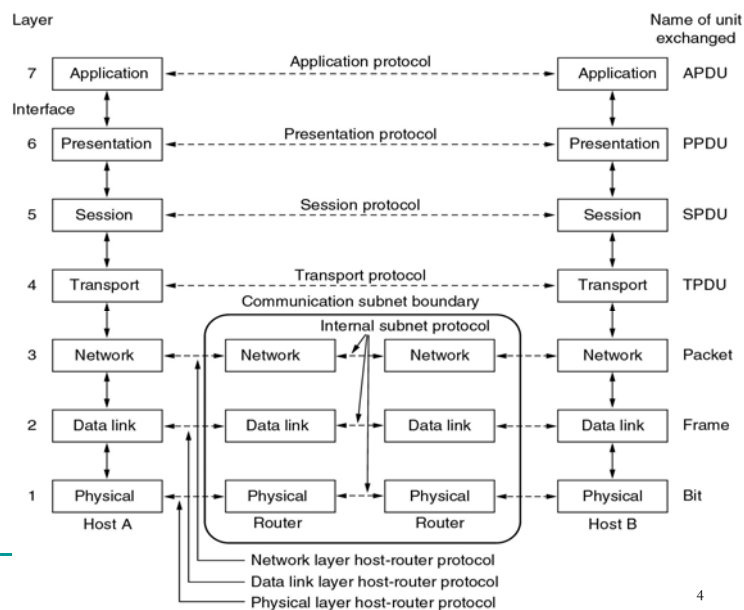 Layer
Name of unit exchanged
7 Application Application protocol Application APDU
Interface
6 Presentation Presentation protocol Presentation PPDU
5 Session Session protocol Session SPDU
4 Transport Transport protocol Transport TPDU
Communication subnet boundary
Internal subnet protocol
3 Network Network Network Network Packet
2 Data link Data link Data link Data link Frame
1 Physical Physical Physical Physical Bit
Host A Router Router Host B
Network layer host-router protocol
Data link layer host-router protocol
Physical layer host-router protocol
4